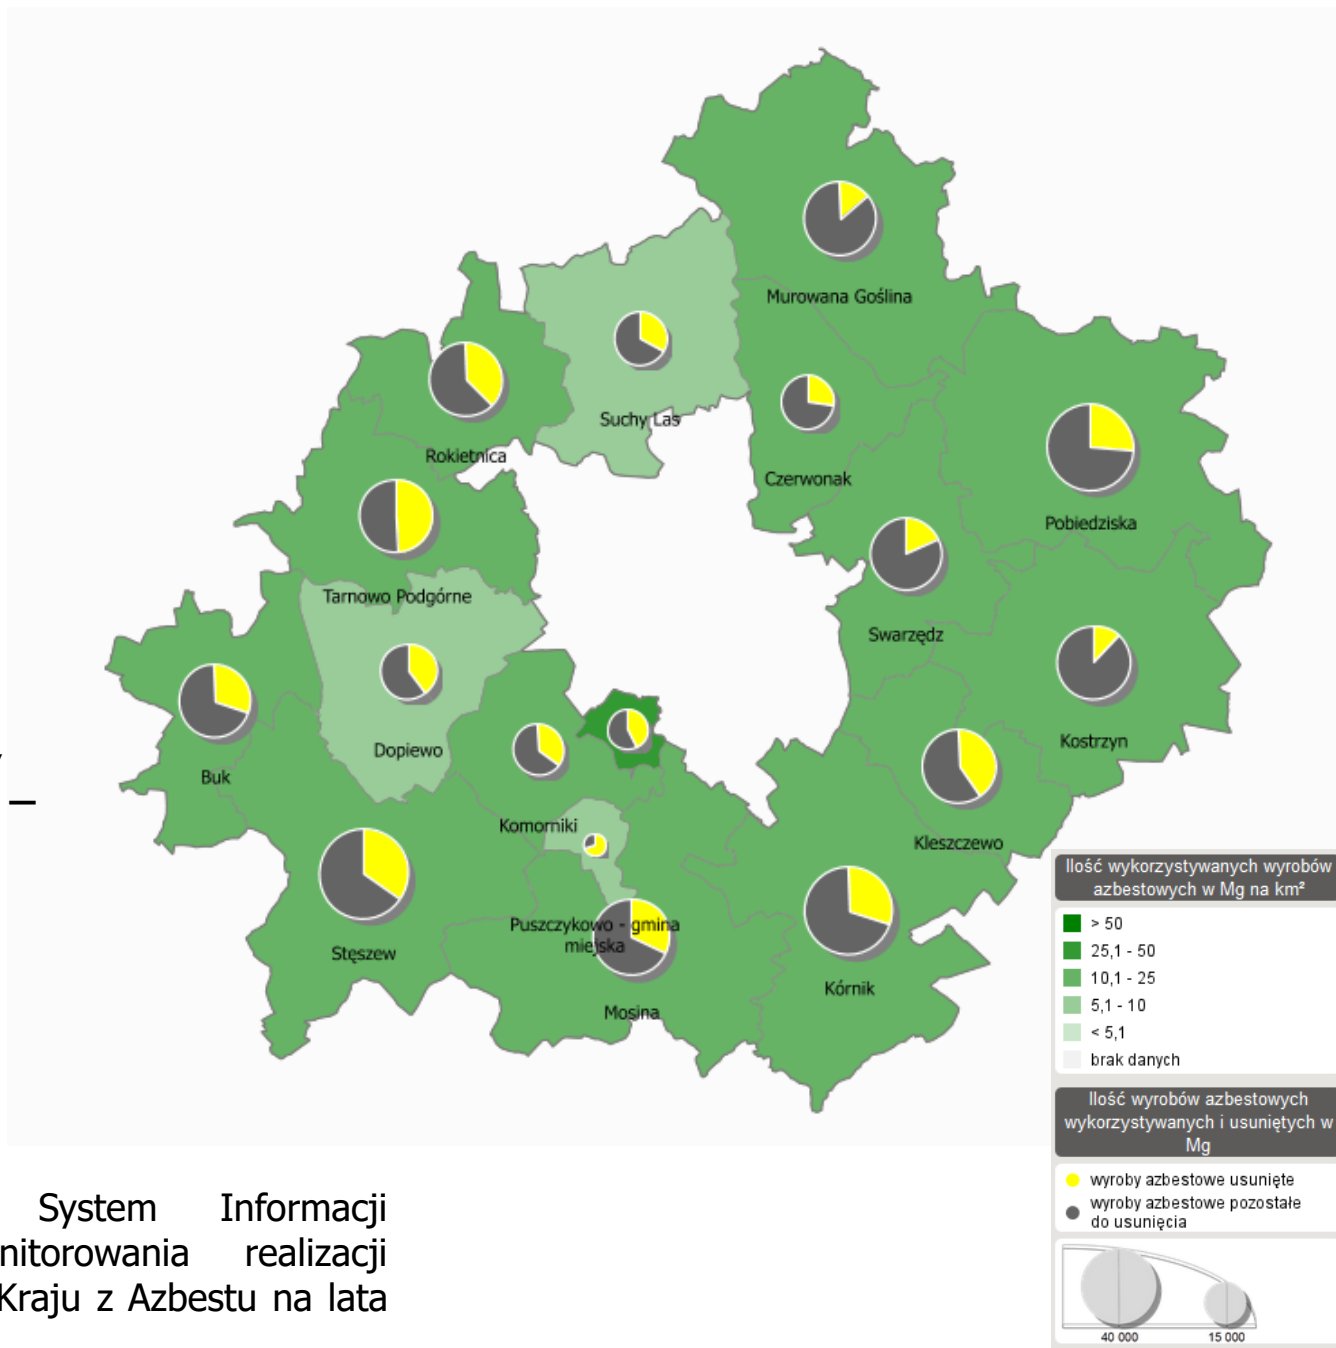 Murowana Goślina
Suchy Las
Rokietnica
Czerwonak
Pobiedziska
Tarnowo Podgórne
Swarzędz
Kostrzyn
Dopiewo
Buk
Komorniki
Kleszczewo
Puszczykowo - gmina
miejska
Stęszew
Kórnik
Mosina
–
Ilość wykorzystywanych wyrobów
azbestowych w Mg na km²
> 50
25,1 - 50
10,1 - 25
5,1 - 10
< 5,1
brak danych
Ilość wyrobów azbestowych
wykorzystywanych i usuniętych w
Mg
wyroby azbestowe usunięte
wyroby azbestowe pozostałe
do usunięcia
40 000 15 000
System Informacji
nitorowania realizacji
Kraju z Azbestu na lata